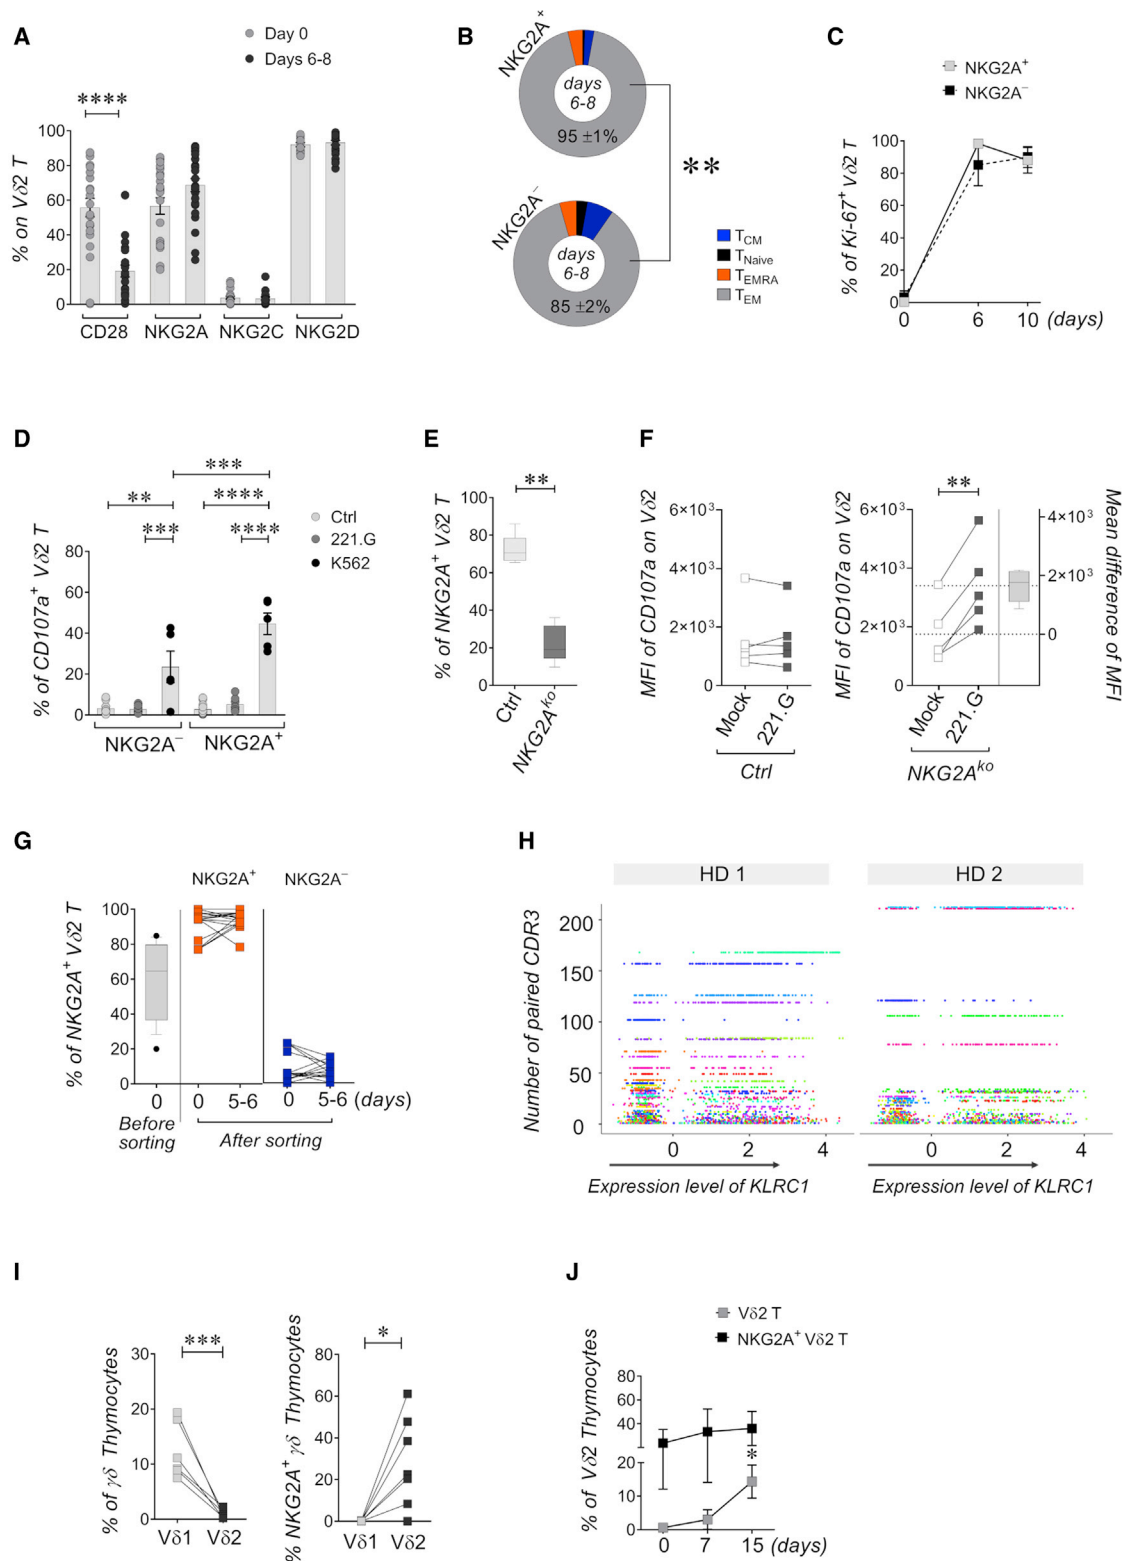 A
Day 0
Days 6-8
****
% on Vδ2 T
100
80
60
40
20
0
CD28
NKG2A
NKG2C
NKG2D
B
NKG2A+
days
6-8
95 ±1%
**
NKG2A−
days
6-8
85 ±2%
TCM
TNaive
TEMRA
TEM
C
NKG2A+
NKG2A−
% of Ki-67+ Vδ2 T
100
80
60
40
20
0
0 6 10 (days)
D
***
** ****
*** ****
Ctrl
221.G
K562
% of CD107a+ Vδ2 T
80
60
40
20
0
NKG2A−
NKG2A+
E
**
% of NKG2A+ Vδ2 T
100
80
60
40
20
0
Ctrl
NKG2Ako
F
MFI of CD107a on Vδ2
6×10³
4×10³
2×10³
0
Mock
221.G
Ctrl
**
MFI of CD107a on Vδ2
6×10³
4×10³
2×10³
0
Mock
221.G
NKG2Ako
4×10³
2×10³
0
Mean difference of MFI
G
NKG2A+
NKG2A−
% of NKG2A+ Vδ2 T
100
80
60
40
20
0
0 0 5-6 0 5-6 (days)
Before
sorting
After sorting
H
HD 1
HD 2
Number of paired CDR3
200
150
100
50
0
0 2 4
0 2 4
Expression level of KLRC1
Expression level of KLRC1
I
***
% of γδ Thymocytes
30
20
10
0
Vδ1 Vδ2
*
% NKG2A+ γδ Thymocytes
80
60
40
20
0
Vδ1 Vδ2
J
Vδ2 T
NKG2A+ Vδ2 T
% of Vδ2 Thymocytes
80
60
40
20
10
0
*
0 7 15 (days)